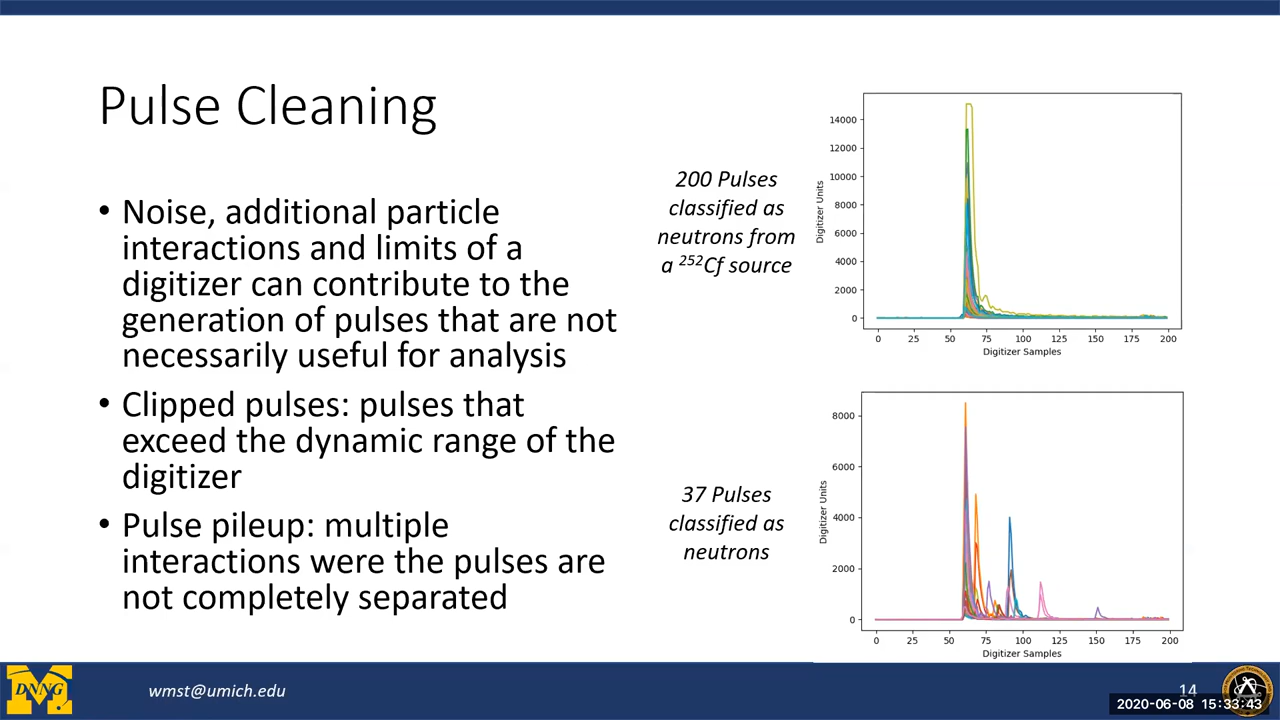 Pulse Cleaning
• Noise, additional particle
interactions and limits of a
digitizer can contribute to the
generation of pulses that are not
necessarily useful for analysis
• Clipped pulses: pulses that
exceed the dynamic range of the
digitizer
• Pulse pileup: multiple
interactions were the pulses are
not completely separated
200 Pulses
classified as
neutrons from
a ²⁵²Cf source
Digitizer Units
14000
12000
10000
8000
6000
4000
2000
0
0 25 50 75 100 125 150 175 200
Digitizer Samples
37 Pulses
classified as
neutrons
Digitizer Units
8000
6000
4000
2000
0
0 25 50 75 100 125 150 175 200
Digitizer Samples
DNNG
wmst@umich.edu
14
2020-06-08 15:33:43